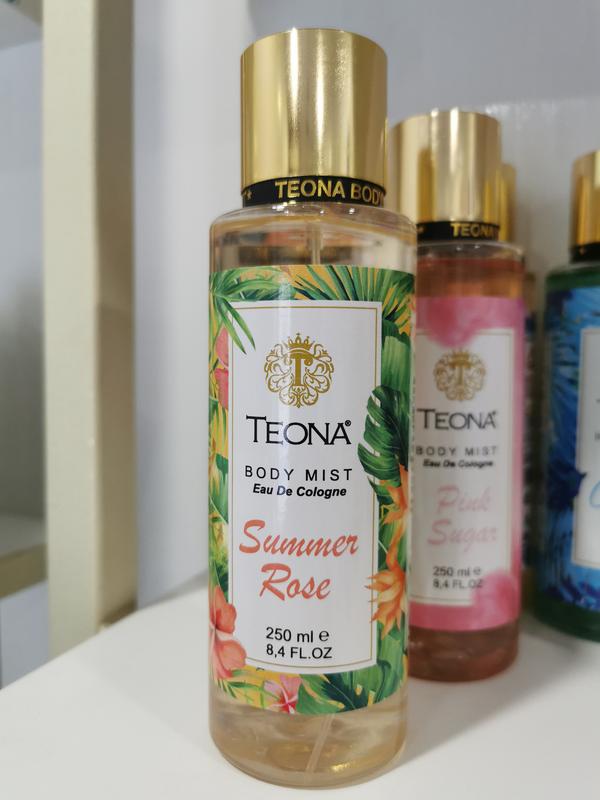 TEONA BODY
T
TEONA®
BODY MIST
Eau De Cologne
Summer
Rose
250 ml e
8,4 FL.OZ
TEONA
T
TEONA
BODY MIST
Eau De Cologne
Pink
Sugar
250 ml e
8,4 FL.OZ